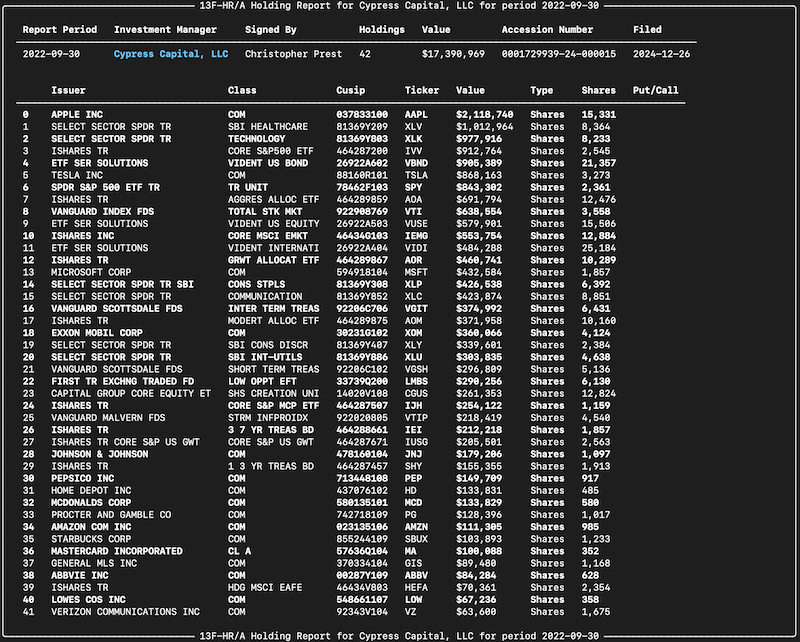 13F-HR/A Holding Report for Cypress Capital, LLC for period 2022-09-30
Report Period Investment Manager Signed By Holdings Value Accession Number Filed
2022-09-30 Cypress Capital, LLC Christopher Prest 42 $17,390,969 0001729939-24-000015 2024-12-26
Issuer Class Cusip Ticker Value Type Shares Put/Call
0 APPLE INC COM 037833100 AAPL $2,118,740 Shares 15,331
1 SELECT SECTOR SPDR TR SBI HEALTHCARE 81369Y209 XLV $1,012,964 Shares 8,364
2 SELECT SECTOR SPDR TR TECHNOLOGY 81369Y803 XLK $977,916 Shares 8,233
3 ISHARES TR CORE S&P500 ETF 464287200 IVV $912,764 Shares 2,545
4 ETF SER SOLUTIONS VIDENT US BOND 26922A602 VBND $905,389 Shares 21,357
5 TESLA INC COM 88160R101 TSLA $868,163 Shares 3,273
6 SPDR S&P 500 ETF TR TR UNIT 78462F103 SPY $843,302 Shares 2,361
7 ISHARES TR AGGRES ALLOC ETF 464289859 AOA $691,794 Shares 12,476
8 VANGUARD INDEX FDS TOTAL STK MKT 922908769 VTI $638,554 Shares 3,558
9 ETF SER SOLUTIONS VIDENT US EQUITY 26922A503 VUSE $579,901 Shares 15,506
10 ISHARES INC CORE MSCI EMKT 46434G103 IEMG $553,754 Shares 12,884
11 ETF SER SOLUTIONS VIDENT INTERNATI 26922A404 VIDI $484,288 Shares 25,184
12 ISHARES TR GRWT ALLOCAT ETF 464289867 AOR $460,741 Shares 10,289
13 MICROSOFT CORP COM 594918104 MSFT $432,584 Shares 1,857
14 SELECT SECTOR SPDR TR SBI CONS STPLS 81369Y308 XLP $426,538 Shares 6,392
15 SELECT SECTOR SPDR TR COMMUNICATION 81369Y852 XLC $423,874 Shares 8,851
16 VANGUARD SCOTTSDALE FDS INTER TERM TREAS 92206C706 VGIT $374,992 Shares 6,431
17 ISHARES TR MODERT ALLOC ETF 464289875 AOM $371,958 Shares 10,160
18 EXXON MOBIL CORP COM 30231G102 XOM $360,066 Shares 4,124
19 SELECT SECTOR SPDR TR SBI CONS DISCR 81369Y407 XLY $339,601 Shares 2,384
20 SELECT SECTOR SPDR TR SBI INT-UTILS 81369Y886 XLU $303,835 Shares 4,638
21 VANGUARD SCOTTSDALE FDS SHORT TERM TREAS 92206C102 VGSH $296,809 Shares 5,136
22 FIRST TR EXCHNG TRADED FD LOW OPPT EFT 33739Q200 LMBS $290,256 Shares 6,130
23 CAPITAL GROUP CORE EQUITY ET SHS CREATION UNI 14020V108 CGUS $261,353 Shares 12,824
24 ISHARES TR CORE S&P MCP ETF 464287507 IJH $254,122 Shares 1,159
25 VANGUARD MALVERN FDS STRM INFPROIDX 922020805 VTIP $218,419 Shares 4,540
26 ISHARES TR 3 7 YR TREAS BD 464288661 IEI $212,218 Shares 1,857
27 ISHARES TR CORE S&P US GWT CORE S&P US GWT 464287671 IUSG $205,501 Shares 2,563
28 JOHNSON & JOHNSON COM 478160104 JNJ $179,206 Shares 1,097
29 ISHARES TR 1 3 YR TREAS BD 464287457 SHY $155,355 Shares 1,913
30 PEPSICO INC COM 713448108 PEP $149,709 Shares 917
31 HOME DEPOT INC COM 437076102 HD $133,831 Shares 485
32 MCDONALDS CORP COM 580135101 MCD $133,829 Shares 580
33 PROCTER AND GAMBLE CO COM 742718109 PG $128,396 Shares 1,017
34 AMAZON COM INC COM 023135106 AMZN $111,305 Shares 985
35 STARBUCKS CORP COM 855244109 SBUX $103,893 Shares 1,233
36 MASTERCARD INCORPORATED CL A 57636Q104 MA $100,088 Shares 352
37 GENERAL MLS INC COM 370334104 GIS $89,480 Shares 1,168
38 ABBVIE INC COM 00287Y109 ABBV $84,284 Shares 628
39 ISHARES TR HDG MSCI EAFE 46434V803 HEFA $70,361 Shares 2,354
40 LOWES COS INC COM 548661107 LOW $67,236 Shares 358
41 VERIZON COMMUNICATIONS INC COM 92343V104 VZ $63,600 Shares 1,675
13F-HR/A Holding Report for Cypress Capital, LLC for period 2022-09-30